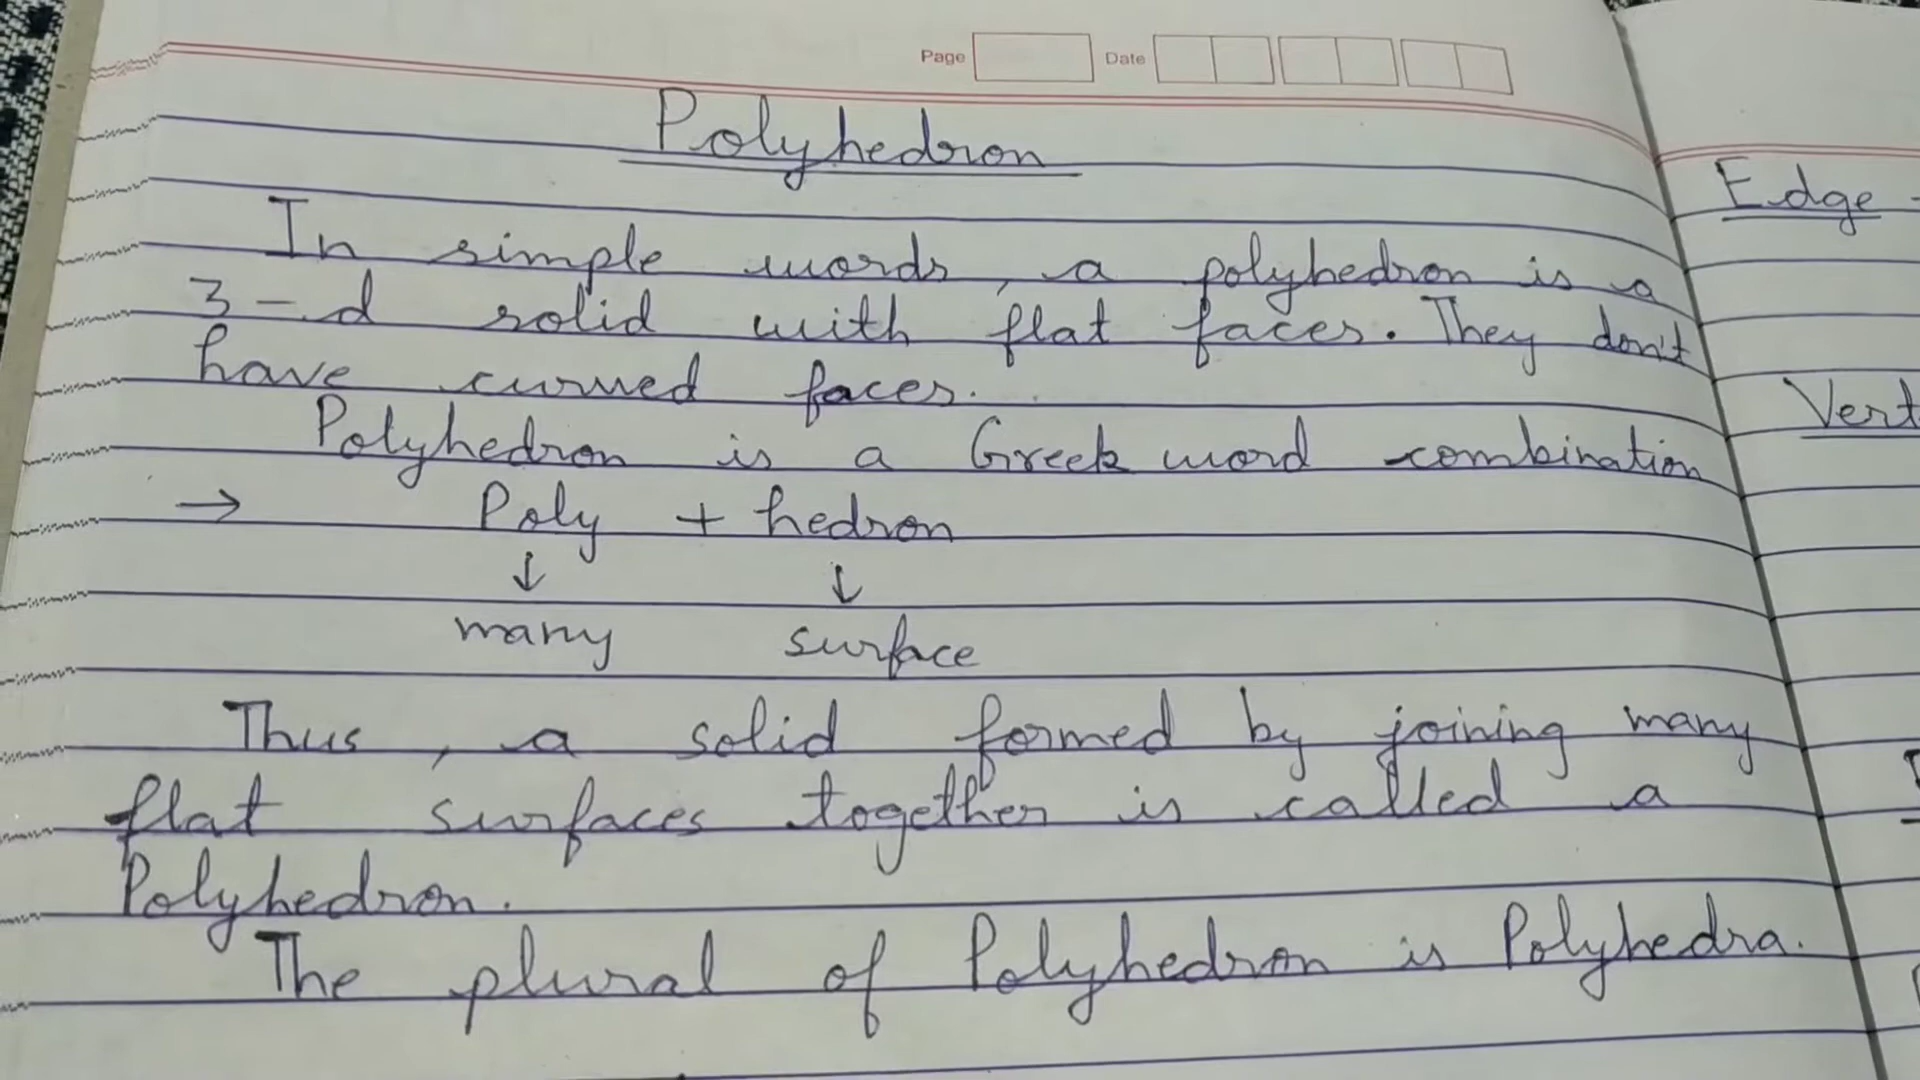 Page Date
Polyhedron
In simple words, a polyhedron is a
3-d solid with flat faces. They don't
have curved faces.
Polyhedron is a Greek word combination
→ Poly + hedron
↓ ↓
many surface
Thus, a solid formed by joining many
flat surfaces together is called a
Polyhedron.
The plural of Polyhedron is Polyhedra.
Edge -